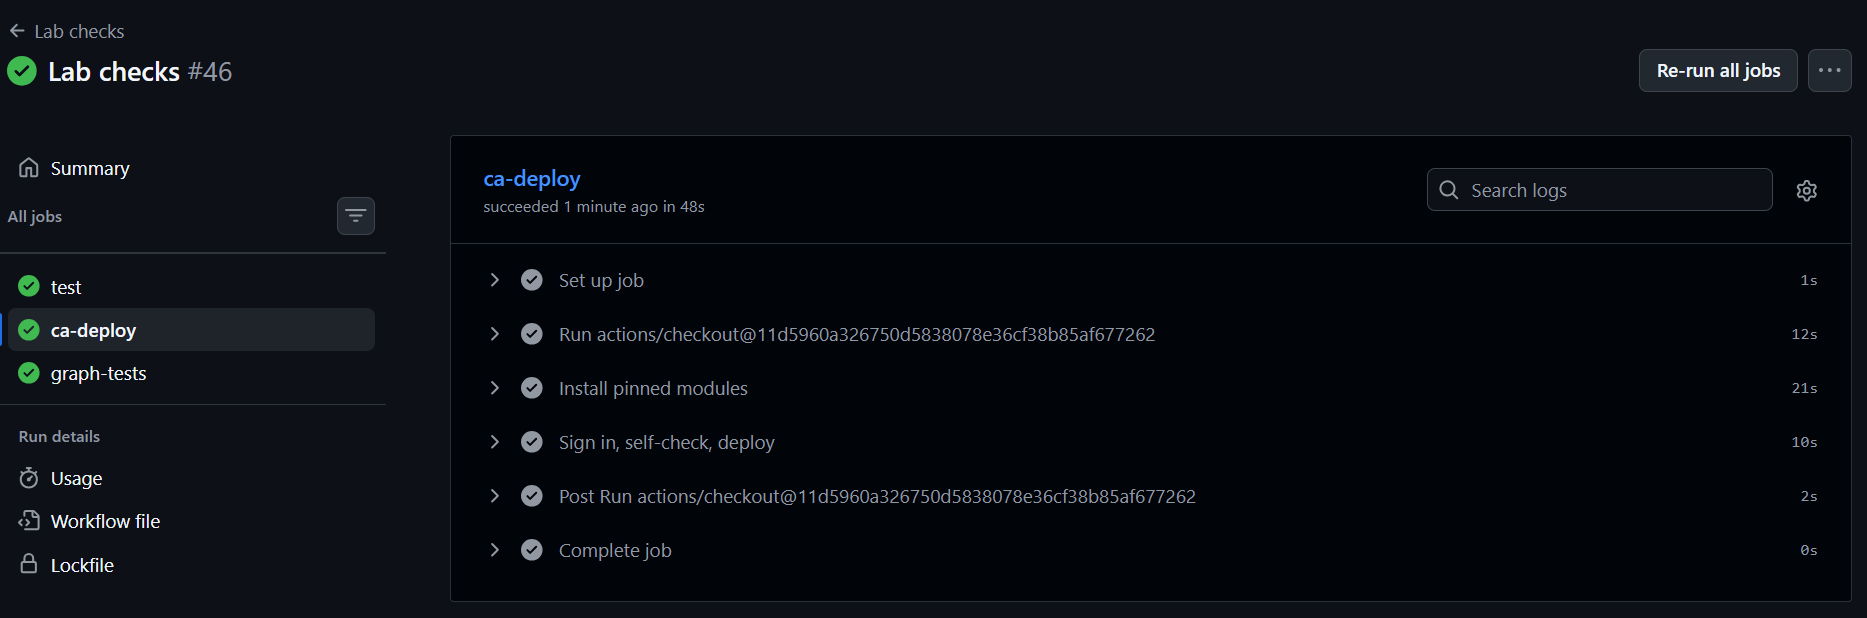 Lab checks
Lab checks #46
Re-run all jobs
Summary
All jobs
test
ca-deploy
graph-tests
Run details
Usage
Workflow file
Lockfile
ca-deploy
succeeded 1 minute ago in 48s
Search logs
Set up job 1s
Run actions/checkout@11d5960a326750d5838078e36cf38b85af677262 12s
Install pinned modules 21s
Sign in, self-check, deploy 10s
Post Run actions/checkout@11d5960a326750d5838078e36cf38b85af677262 2s
Complete job 0s